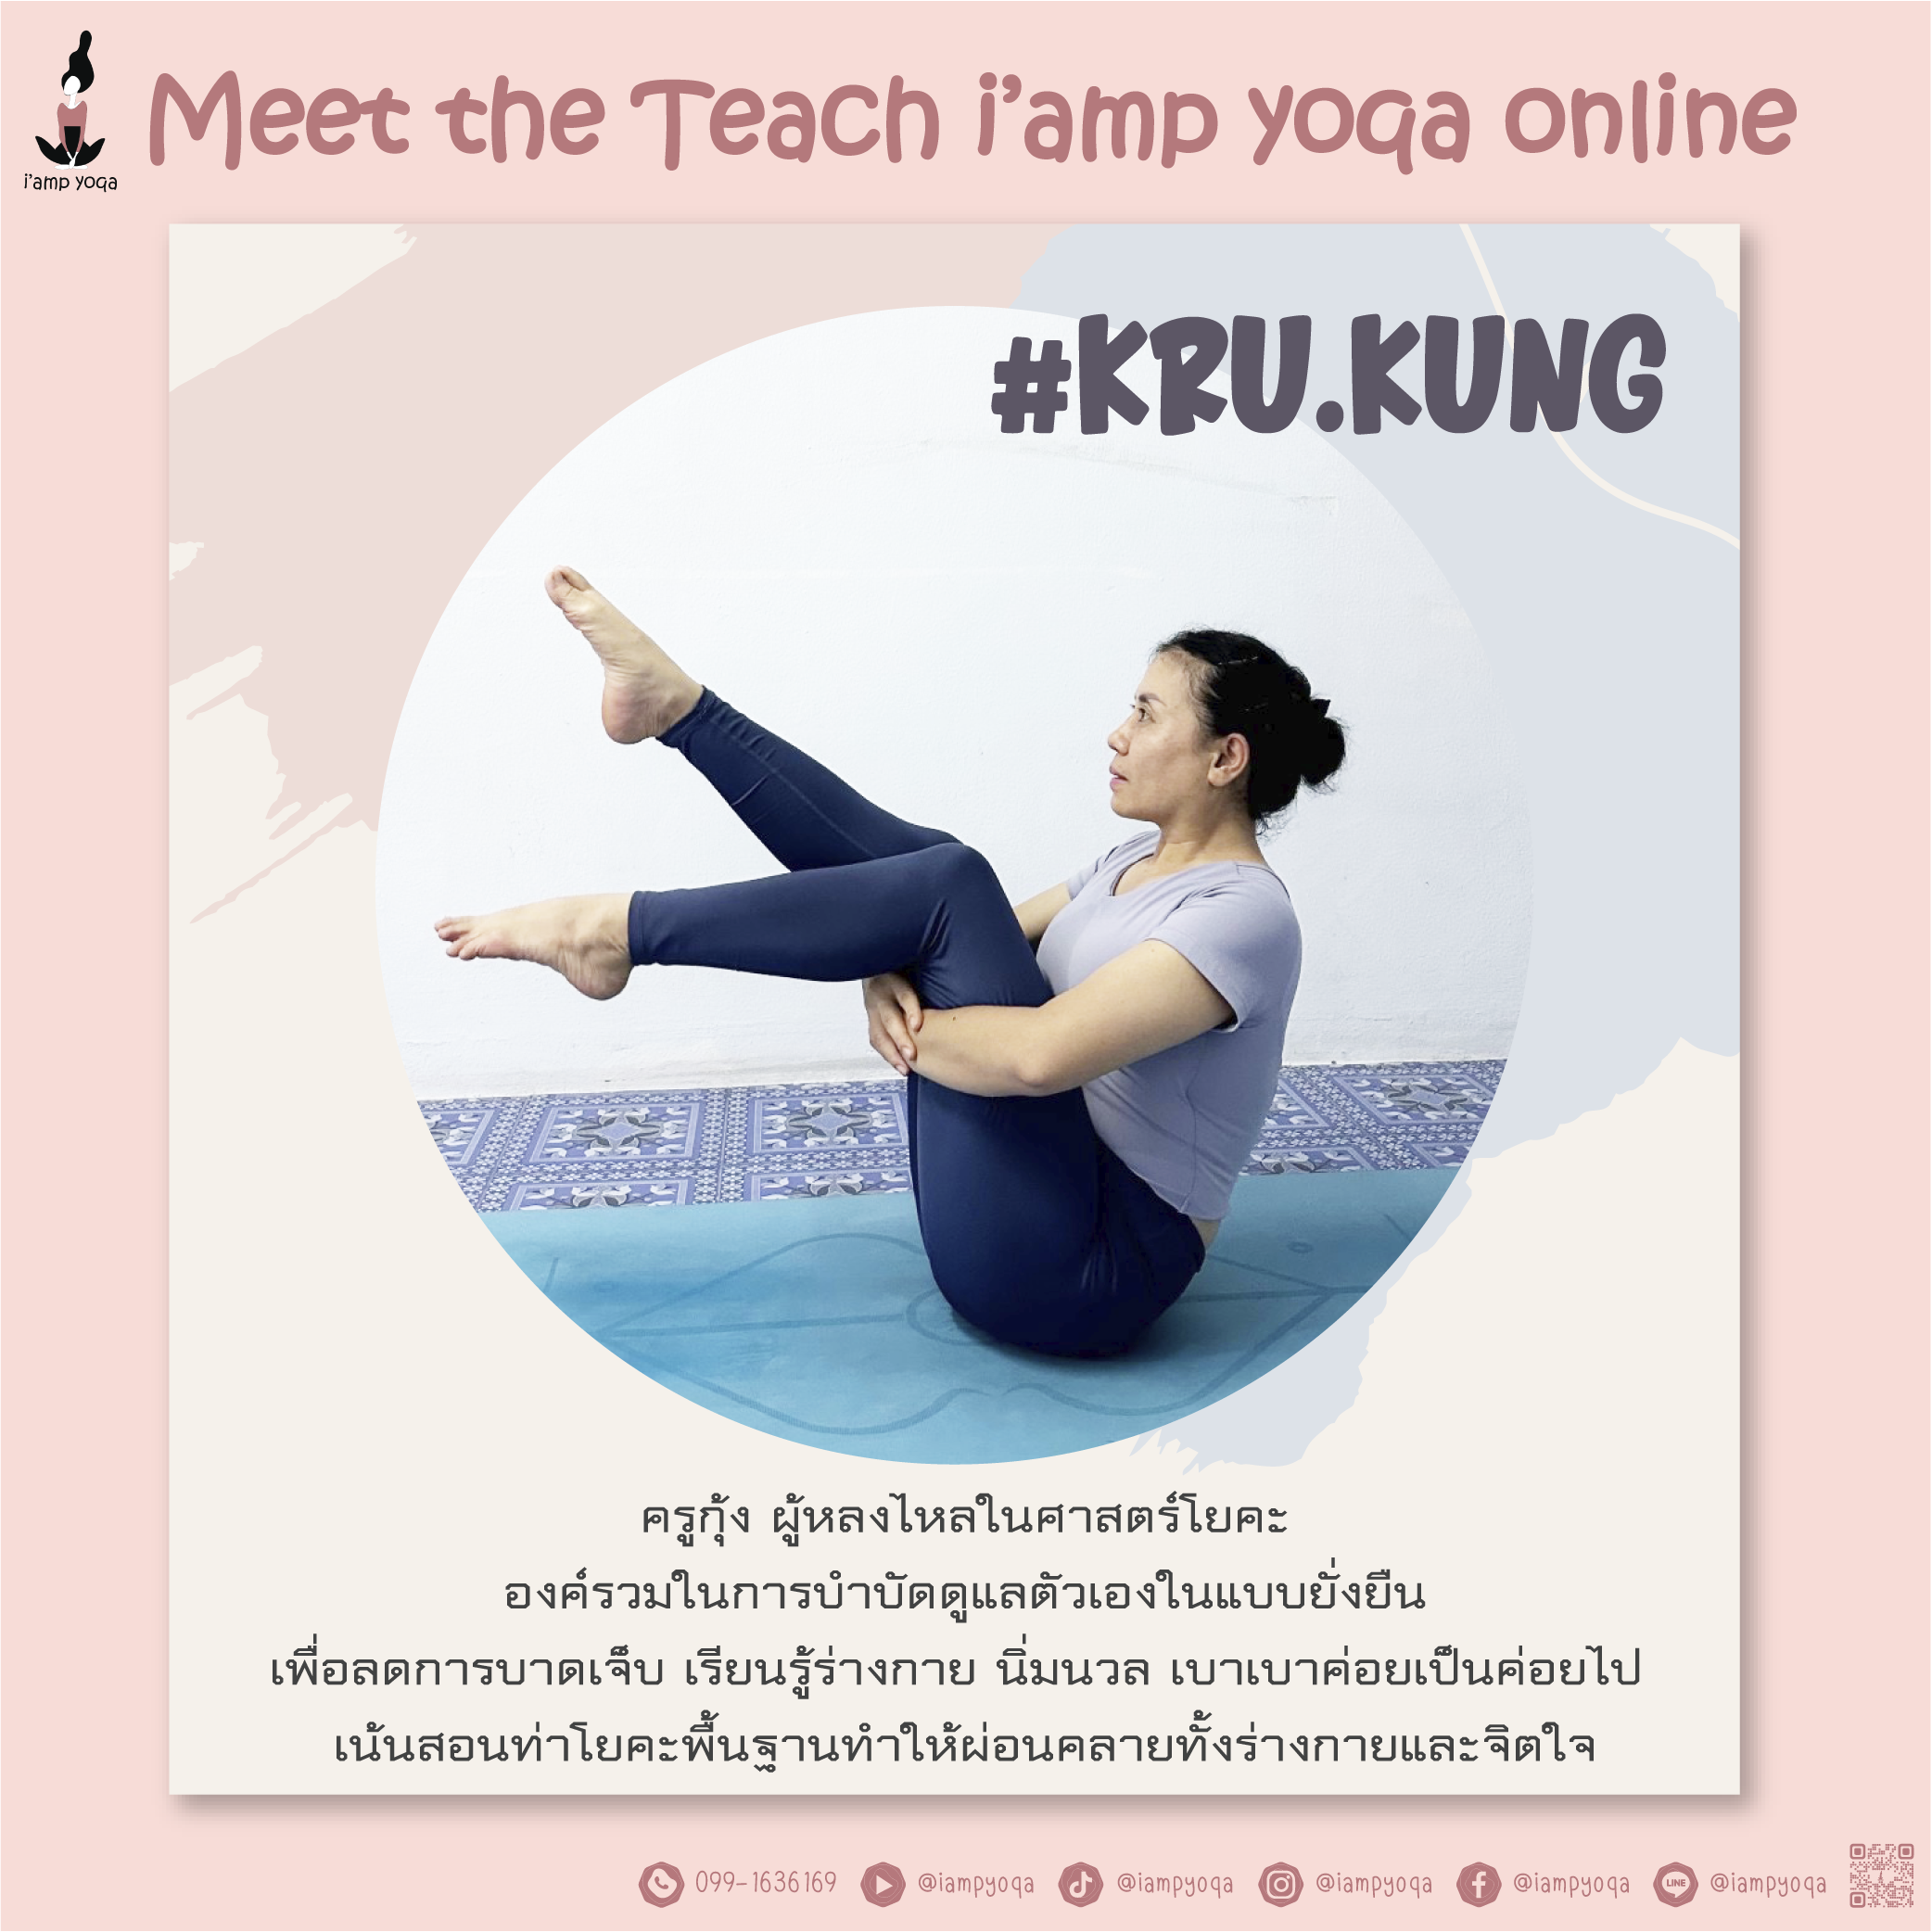 i'amp yoga
Meet the Teach i'amp yoga online
#KRU.KUNG
ครูกุ้ง ผู้หลงไหลในศาสตร์โยคะ
องค์รวมในการบำบัดดูแลตัวเองในแบบยั่งยืน
เพื่อลดการบาดเจ็บ เรียนรู้ร่างกาย นิ่มนวล เบาเบาค่อยเป็นค่อยไป
เน้นสอนท่าโยคะพื้นฐานทำให้ผ่อนคลายทั้งร่างกายและจิตใจ
099-1636169 @iampyoga @iampyoga @iampyoga @iampyoga LINE @iampyoga